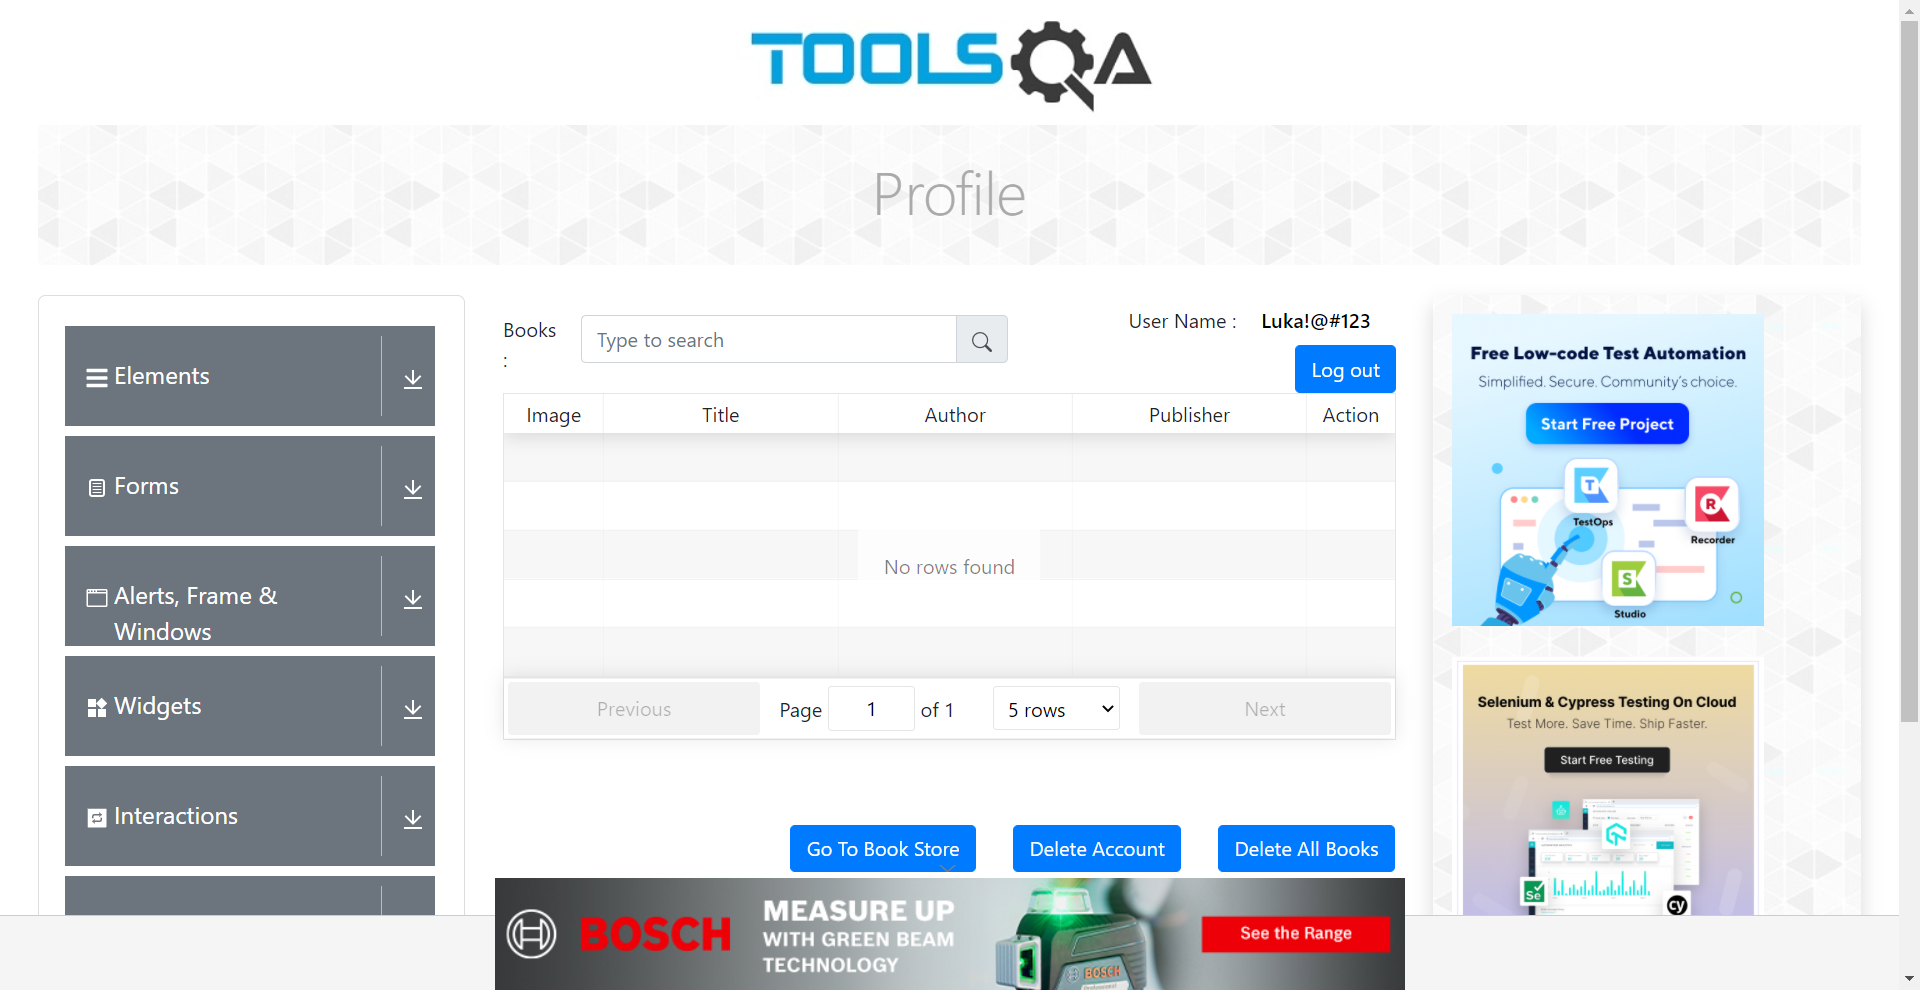 TOOLSQA
Profile
Elements
Forms
Alerts, Frame &
Windows
Widgets
Interactions
Books
:
Type to search
User Name :
Luka!@#123
Log out
Image
Title
Author
Publisher
Action
No rows found
Previous
Page
1
of 1
5 rows
Next
Go To Book Store
Delete Account
Delete All Books
Free Low-code Test Automation
Simplified. Secure. Community's choice.
Start Free Project
TestOps
Recorder
Studio
Selenium & Cypress Testing On Cloud
Test More. Save Time. Ship Faster.
Start Free Testing
Se
cy
BOSCH
MEASURE UP
WITH GREEN BEAM
TECHNOLOGY
BOSCH
Professional
See the Range